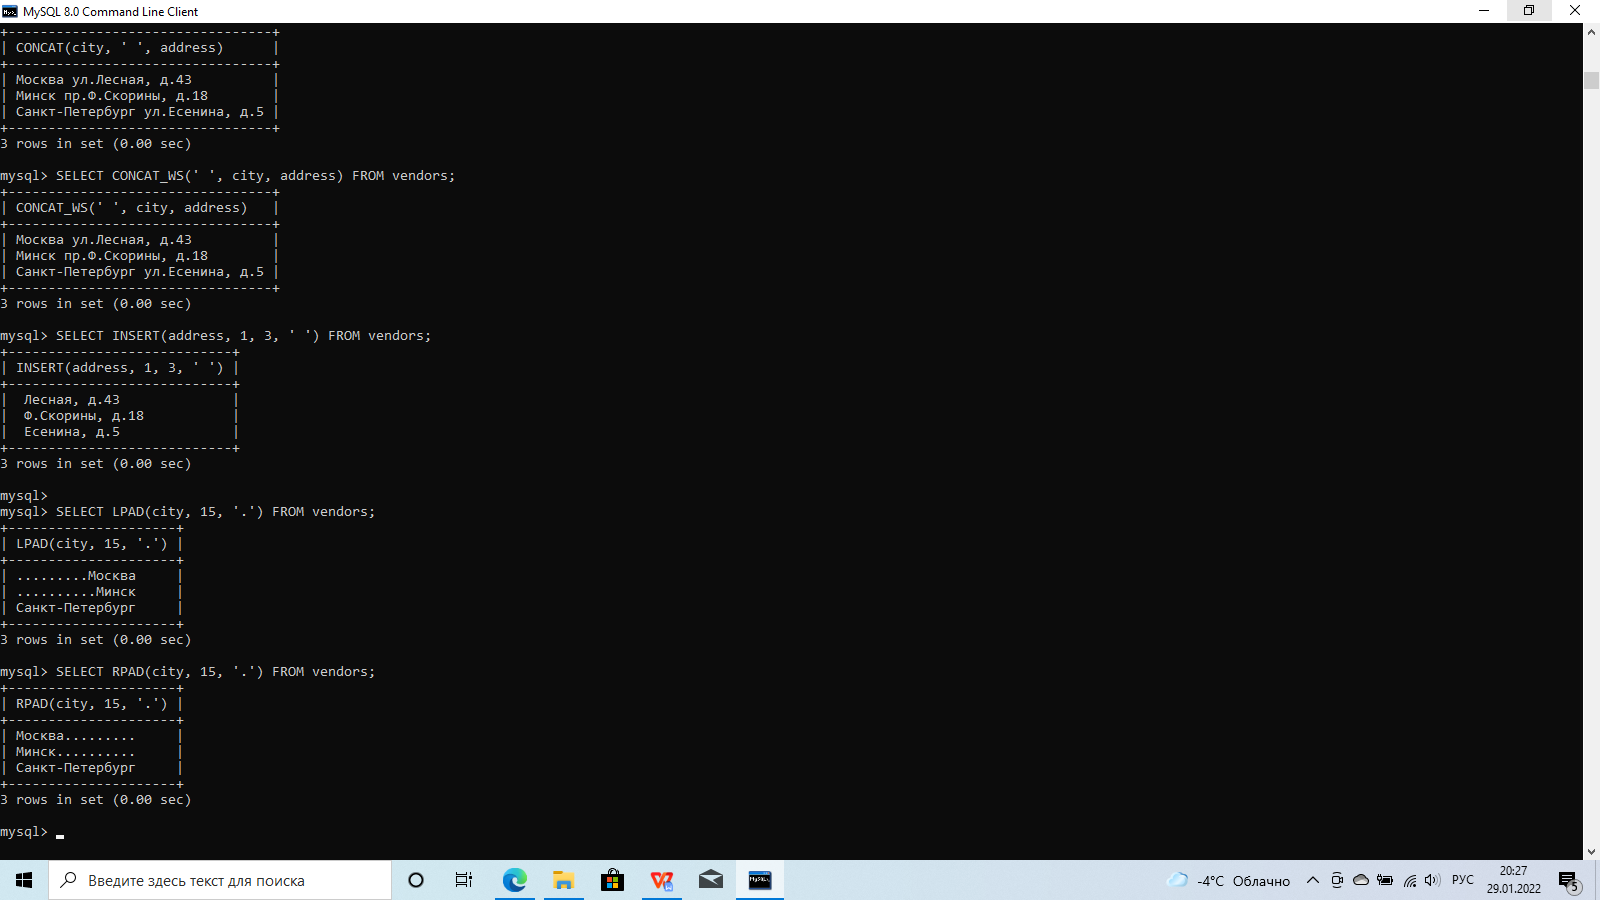 MySQL 8.0 Command Line Client
+---------------------------------+
| CONCAT(city, ' ', address)      |
+---------------------------------+
| Москва ул.Лесная, д.43          |
| Минск пр.Ф.Скорины, д.18        |
| Санкт-Петербург ул.Есенина, д.5 |
+---------------------------------+
3 rows in set (0.00 sec)
mysql> SELECT CONCAT_WS(' ', city, address) FROM vendors;
+---------------------------------+
| CONCAT_WS(' ', city, address)   |
+---------------------------------+
| Москва ул.Лесная, д.43          |
| Минск пр.Ф.Скорины, д.18        |
| Санкт-Петербург ул.Есенина, д.5 |
+---------------------------------+
3 rows in set (0.00 sec)
mysql> SELECT INSERT(address, 1, 3, ' ') FROM vendors;
+----------------------------+
| INSERT(address, 1, 3, ' ') |
+----------------------------+
|  Лесная, д.43              |
|  Ф.Скорины, д.18           |
|  Есенина, д.5              |
+----------------------------+
3 rows in set (0.00 sec)
mysql>
mysql> SELECT LPAD(city, 15, '.') FROM vendors;
+---------------------+
| LPAD(city, 15, '.') |
+---------------------+
| .........Москва     |
| ..........Минск     |
| Санкт-Петербург     |
+---------------------+
3 rows in set (0.00 sec)
mysql> SELECT RPAD(city, 15, '.') FROM vendors;
+---------------------+
| RPAD(city, 15, '.') |
+---------------------+
| Москва.........     |
| Минск..........     |
| Санкт-Петербург     |
+---------------------+
3 rows in set (0.00 sec)
mysql>
Введите здесь текст для поиска
-4°C Облачно
РУС
20:27
29.01.2022
5